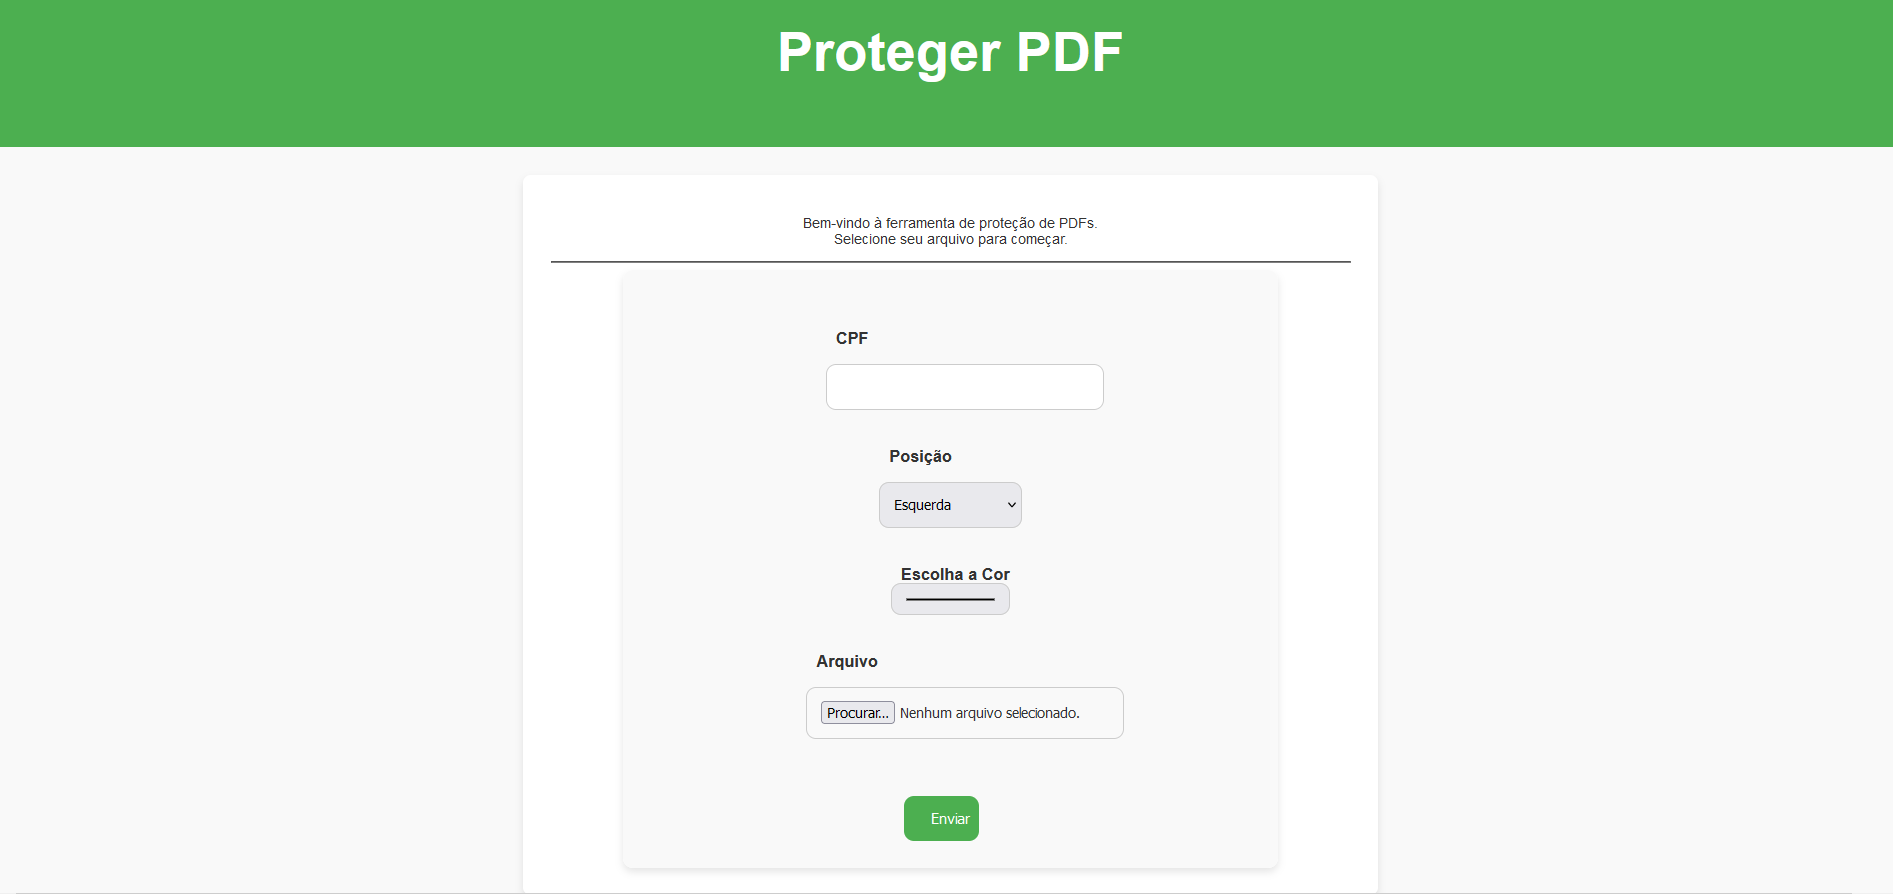 Proteger PDF
Bem-vindo à ferramenta de proteção de PDFs.
Selecione seu arquivo para começar.
CPF
Posição
Esquerda
Escolha a Cor
Arquivo
Procurar... Nenhum arquivo selecionado.
Enviar